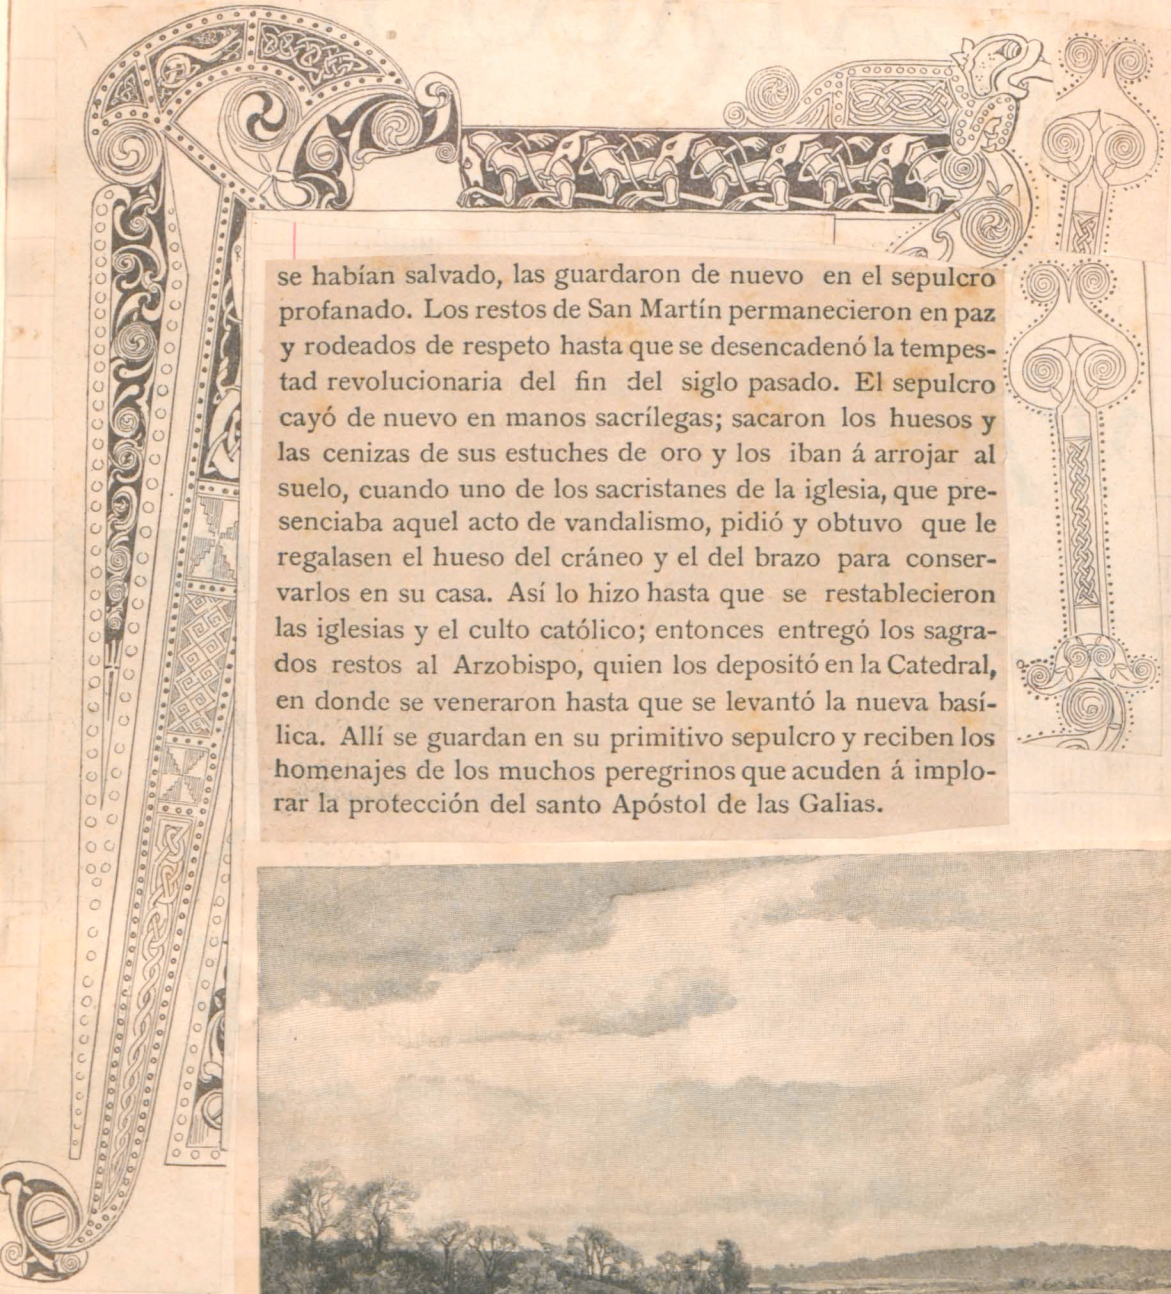 se habían salvado, las guardaron de nuevo en el sepulcro
profanado. Los restos de San Martín permanecieron en paz
y rodeados de respeto hasta que se desencadenó la tempes-
tad revolucionaria del fin del siglo pasado. El sepulcro
cayó de nuevo en manos sacrílegas; sacaron los huesos y
las cenizas de sus estuches de oro y los iban á arrojar al
suelo, cuando uno de los sacristanes de la iglesia, que pre-
senciaba aquel acto de vandalismo, pidió y obtuvo que le
regalasen el hueso del cráneo y el del brazo para conser-
varlos en su casa. Así lo hizo hasta que se restablecieron
las iglesias y el culto católico; entonces entregó los sagra-
dos restos al Arzobispo, quien los depositó en la Catedral,
en donde se veneraron hasta que se levantó la nueva basí-
lica. Allí se guardan en su primitivo sepulcro y reciben los
homenajes de los muchos peregrinos que acuden á implo-
rar la protección del santo Apóstol de las Galias.